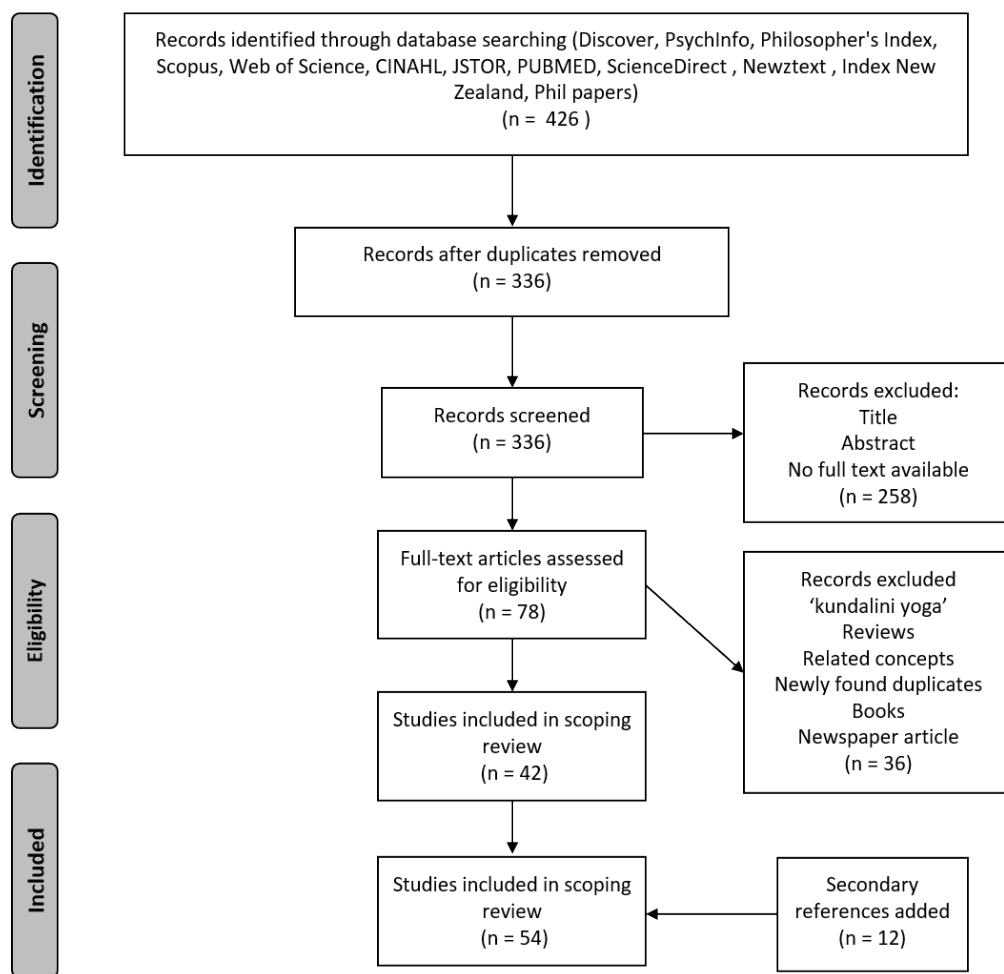 Identification
Records identified through database searching (Discover, PsychInfo, Philosopher's Index,
Scopus, Web of Science, CINAHL, JSTOR, PUBMED, ScienceDirect , Newztext , Index New
Zealand, Phil papers)
(n = 426 )
Screening
Records after duplicates removed
(n = 336)
Records screened
(n = 336)
Records excluded:
Title
Abstract
No full text available
(n = 258)
Eligibility
Full-text articles assessed
for eligibility
(n = 78)
Records excluded
‘kundalini yoga’
Reviews
Related concepts
Newly found duplicates
Books
Newspaper article
(n = 36)
Studies included in scoping
review
(n = 42)
Included
Studies included in scoping
review
(n = 54)
Secondary
references added
(n = 12)